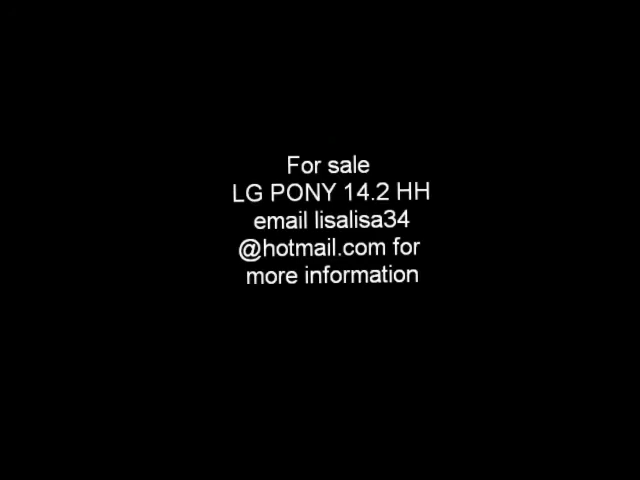 For sale
LG PONY 14.2 HH
email lisalisa34
@hotmail.com for
more information